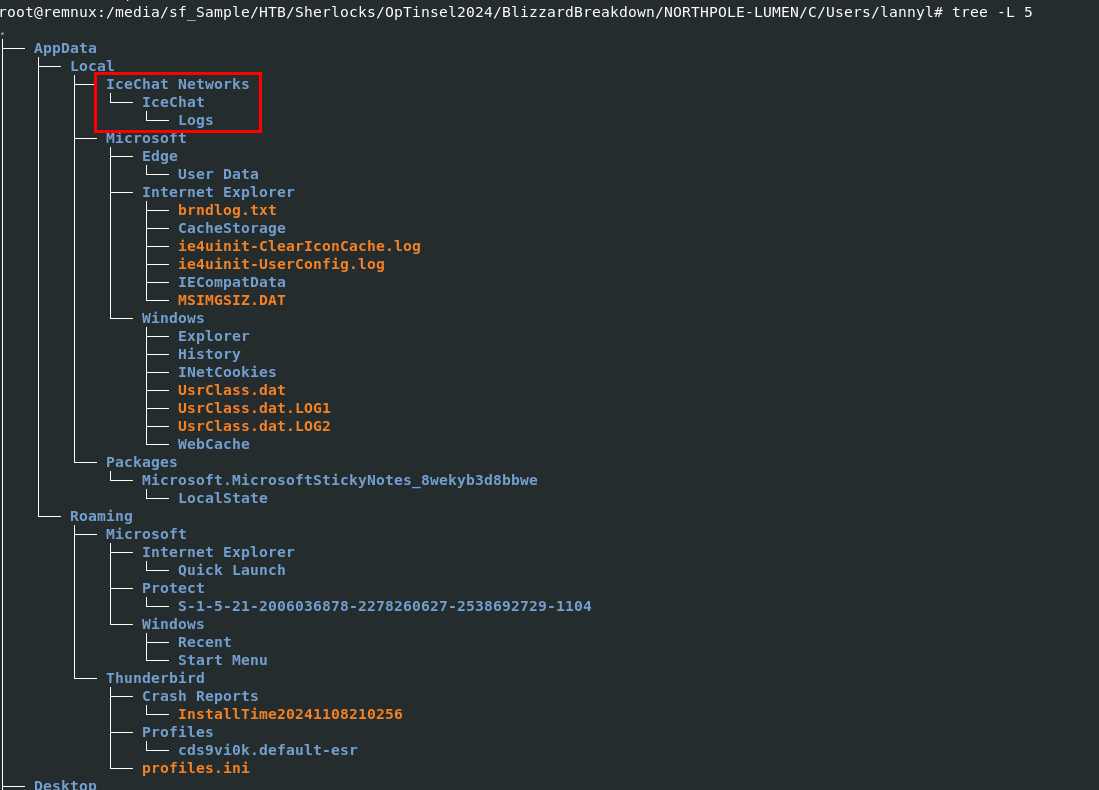 root@remnux:/media/sf_Sample/HTB/Sherlocks/OpTinsel2024/BlizzardBreakdown/NORTHPOLE-LUMEN/C/Users/lannyl# tree -L 5
.
├── AppData
│   ├── Local
│   │   ├── IceChat Networks
│   │   │   └── IceChat
│   │   │       └── Logs
│   │   ├── Microsoft
│   │   │   ├── Edge
│   │   │   │   └── User Data
│   │   │   ├── Internet Explorer
│   │   │   │   ├── brndlog.txt
│   │   │   │   ├── CacheStorage
│   │   │   │   ├── ie4uinit-ClearIconCache.log
│   │   │   │   ├── ie4uinit-UserConfig.log
│   │   │   │   ├── IECompatData
│   │   │   │   └── MSIMGSIZ.DAT
│   │   │   └── Windows
│   │   │       ├── Explorer
│   │   │       ├── History
│   │   │       ├── INetCookies
│   │   │       ├── UsrClass.dat
│   │   │       ├── UsrClass.dat.LOG1
│   │   │       ├── UsrClass.dat.LOG2
│   │   │       └── WebCache
│   │   └── Packages
│   │       └── Microsoft.MicrosoftStickyNotes_8wekyb3d8bbwe
│   │           └── LocalState
│   └── Roaming
│       ├── Microsoft
│       │   ├── Internet Explorer
│       │   │   └── Quick Launch
│       │   ├── Protect
│       │   │   └── S-1-5-21-2006036878-2278260627-2538692729-1104
│       │   └── Windows
│       │       ├── Recent
│       │       └── Start Menu
│       └── Thunderbird
│           ├── Crash Reports
│           │   └── InstallTime20241108210256
│           ├── Profiles
│           │   └── cds9vi0k.default-esr
│           └── profiles.ini
├── Desktop